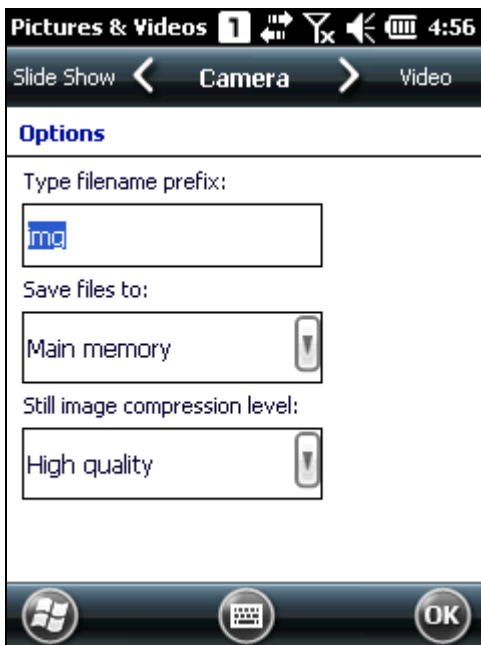 Pictures & Videos 1 4:56
Slide Show Camera Video
Options
Type filename prefix:
img
Save files to:
Main memory
Still image compression level:
High quality
OK